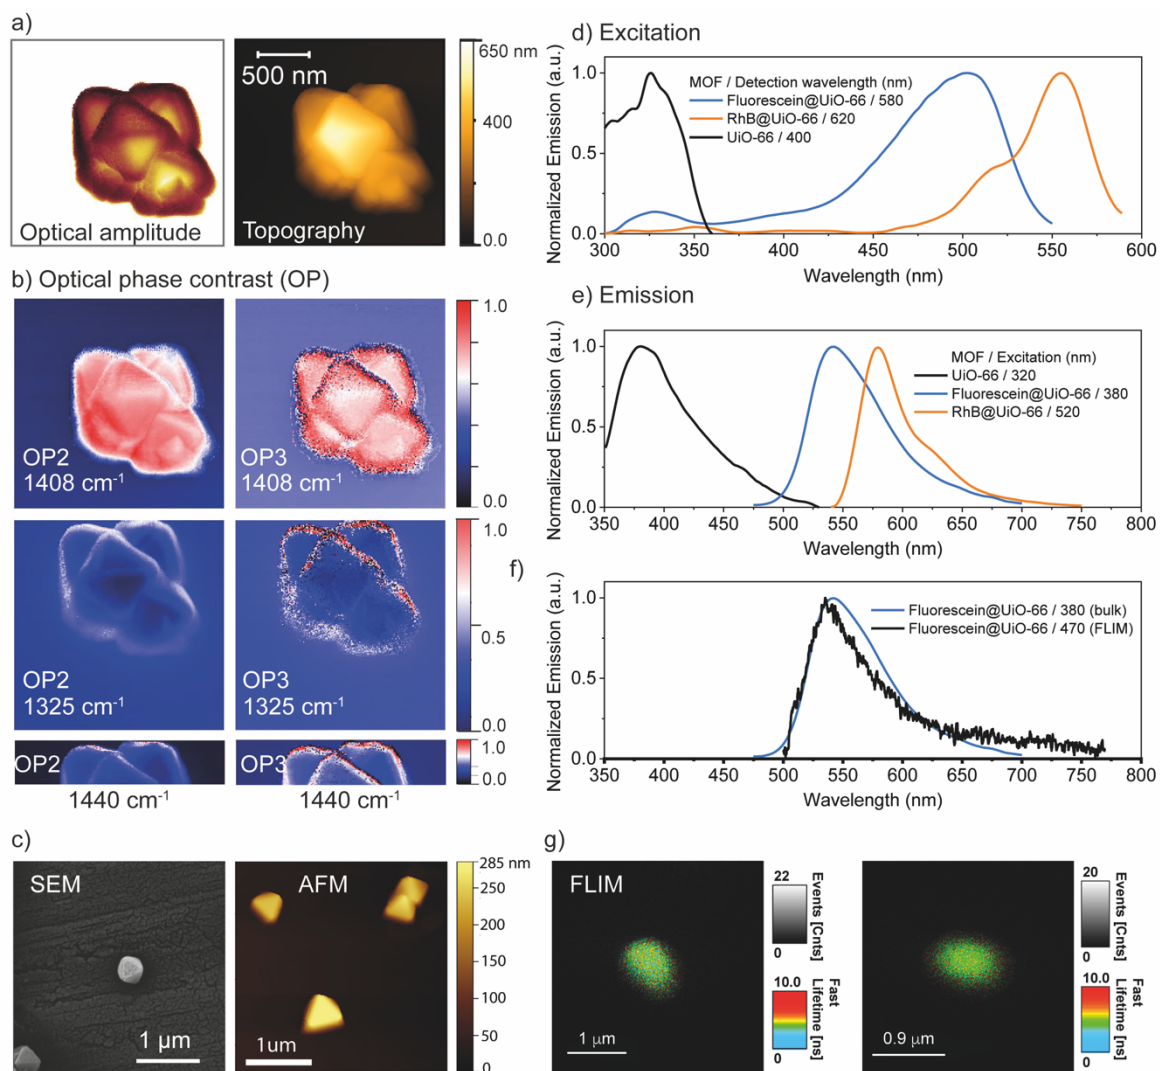 a)
650 nm
500 nm
400
0.0
Optical amplitude
Topography
b) Optical phase contrast (OP)
OP2
1408 cm⁻¹
OP3
1408 cm⁻¹
1.0
0.0
OP2
1325 cm⁻¹
OP3
1325 cm⁻¹
1.0
0.5
0.0
OP2
OP3
1.0
0.0
1440 cm⁻¹
1440 cm⁻¹
c)
SEM
1 µm
AFM
1um
285 nm
250
200
150
100
50
0
d) Excitation
Normalized Emission (a.u.)
1.0
0.5
0.0
MOF / Detection wavelength (nm)
Fluorescein@UiO-66 / 580
RhB@UiO-66 / 620
UiO-66 / 400
300 350 400 450 500 550 600
Wavelength (nm)
e) Emission
Normalized Emission (a.u.)
1.0
0.5
0.0
MOF / Excitation (nm)
UiO-66 / 320
Fluorescein@UiO-66 / 380
RhB@UiO-66 / 520
350 400 450 500 550 600 650 700 750 800
Wavelength (nm)
f)
Normalized Emission (a.u.)
1.0
0.5
0.0
Fluorescein@UiO-66 / 380 (bulk)
Fluorescein@UiO-66 / 470 (FLIM)
350 400 450 500 550 600 650 700 750 800
Wavelength (nm)
g)
FLIM
1 µm
22
0
Events [Cnts]
10.0
0
Fast Lifetime [ns]
0.9 µm
20
0
Events [Cnts]
10.0
0
Fast Lifetime [ns]